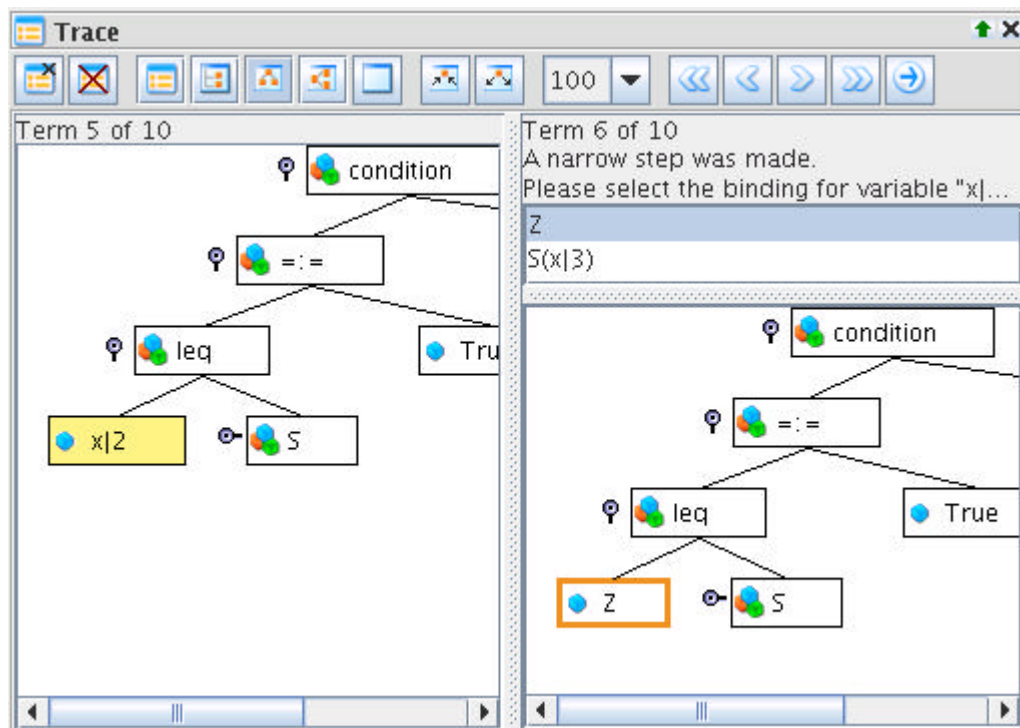 Trace
100
Term 5 of 10
condition
=:=
leq
Tru
x|2
S
Term 6 of 10
A narrow step was made.
Please select the binding for variable "x|...
Z
S(x|3)
condition
=:=
leq
True
Z
S